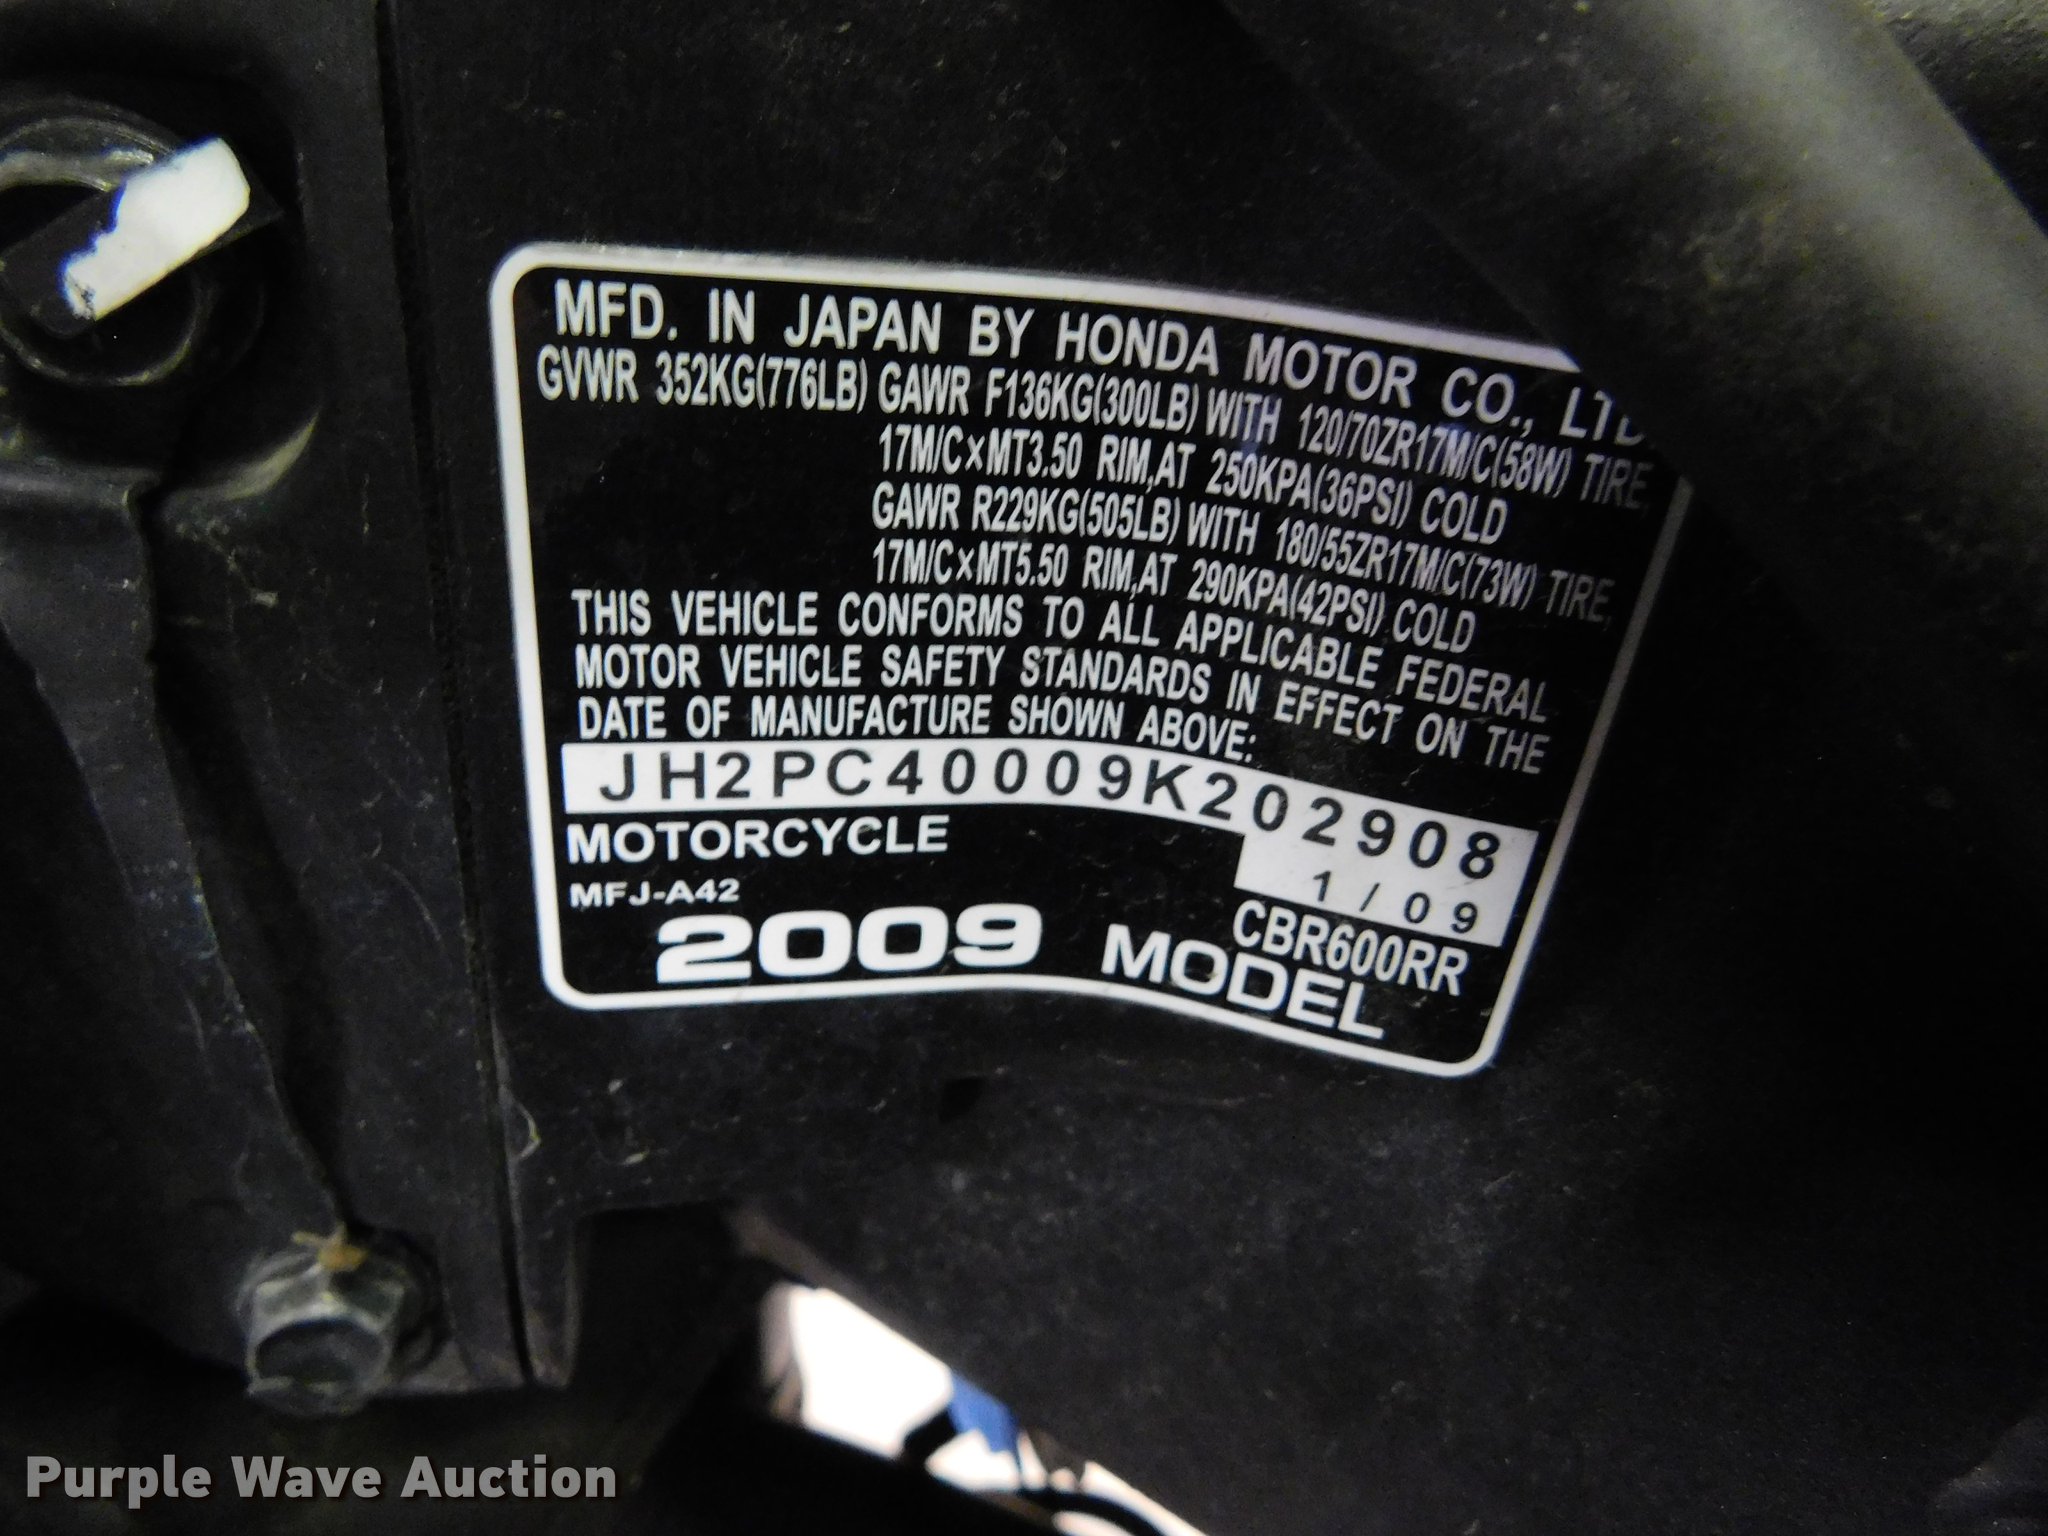 MFD. IN JAPAN BY HONDA MOTOR CO., LTD
GVWR 352KG(776LB) GAWR F136KG(300LB) WITH 120/70ZR17M/C(58W) TIRE,
17M/C×MT3.50 RIM,AT 250KPA(36PSI) COLD
GAWR R229KG(505LB) WITH 180/55ZR17M/C(73W) TIRE,
17M/C×MT5.50 RIM,AT 290KPA(42PSI) COLD
THIS VEHICLE CONFORMS TO ALL APPLICABLE FEDERAL
MOTOR VEHICLE SAFETY STANDARDS IN EFFECT ON THE
DATE OF MANUFACTURE SHOWN ABOVE:
JH2PC40009K202908
MOTORCYCLE 1/09
MFJ-A42 CBR600RR
2009 MODEL
Purple Wave Auction